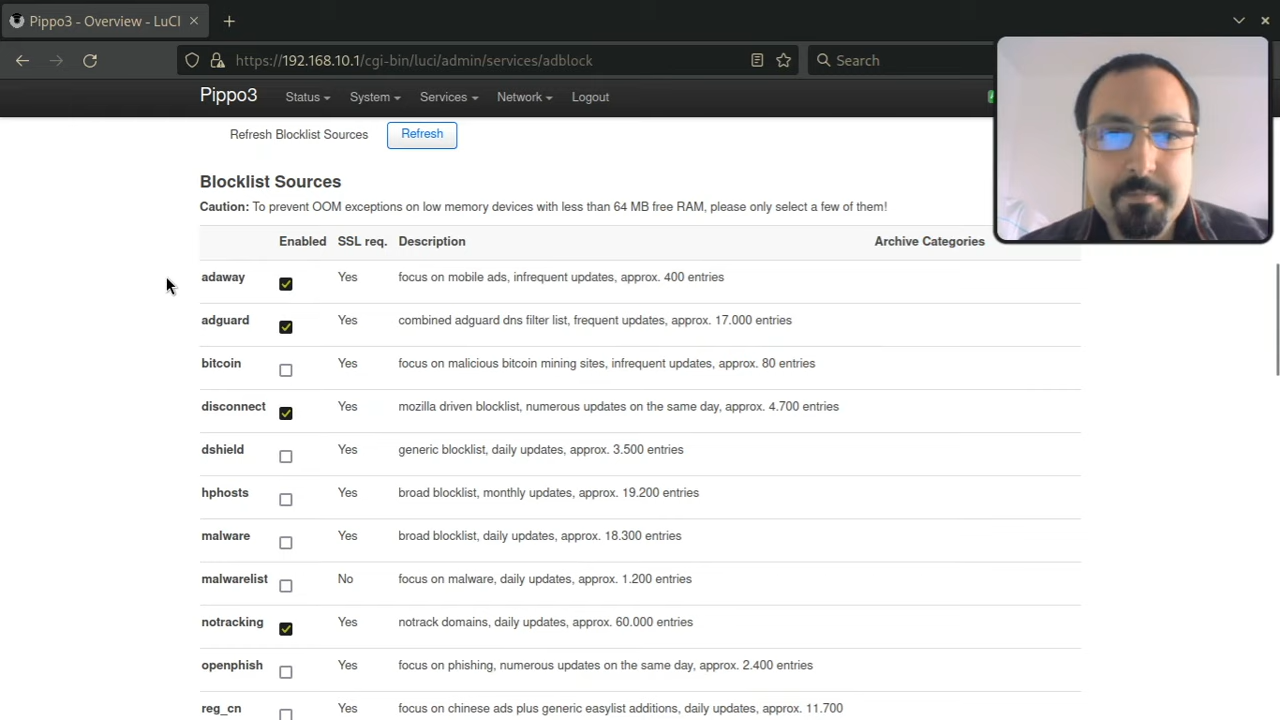 Pippo3 - Overview - LuCI
https://192.168.10.1/cgi-bin/luci/admin/services/adblock
Search
Pippo3 Status System Services Network Logout
Refresh Blocklist Sources Refresh
Blocklist Sources
Caution: To prevent OOM exceptions on low memory devices with less than 64 MB free RAM, please only select a few of them!
Enabled SSL req. Description Archive Categories
adaway Yes focus on mobile ads, infrequent updates, approx. 400 entries
adguard Yes combined adguard dns filter list, frequent updates, approx. 17.000 entries
bitcoin Yes focus on malicious bitcoin mining sites, infrequent updates, approx. 80 entries
disconnect Yes mozilla driven blocklist, numerous updates on the same day, approx. 4.700 entries
dshield Yes generic blocklist, daily updates, approx. 3.500 entries
hphosts Yes broad blocklist, monthly updates, approx. 19.200 entries
malware Yes broad blocklist, daily updates, approx. 18.300 entries
malwarelist No focus on malware, daily updates, approx. 1.200 entries
notracking Yes notrack domains, daily updates, approx. 60.000 entries
openphish Yes focus on phishing, numerous updates on the same day, approx. 2.400 entries
reg_cn Yes focus on chinese ads plus generic easylist additions, daily updates, approx. 11.700